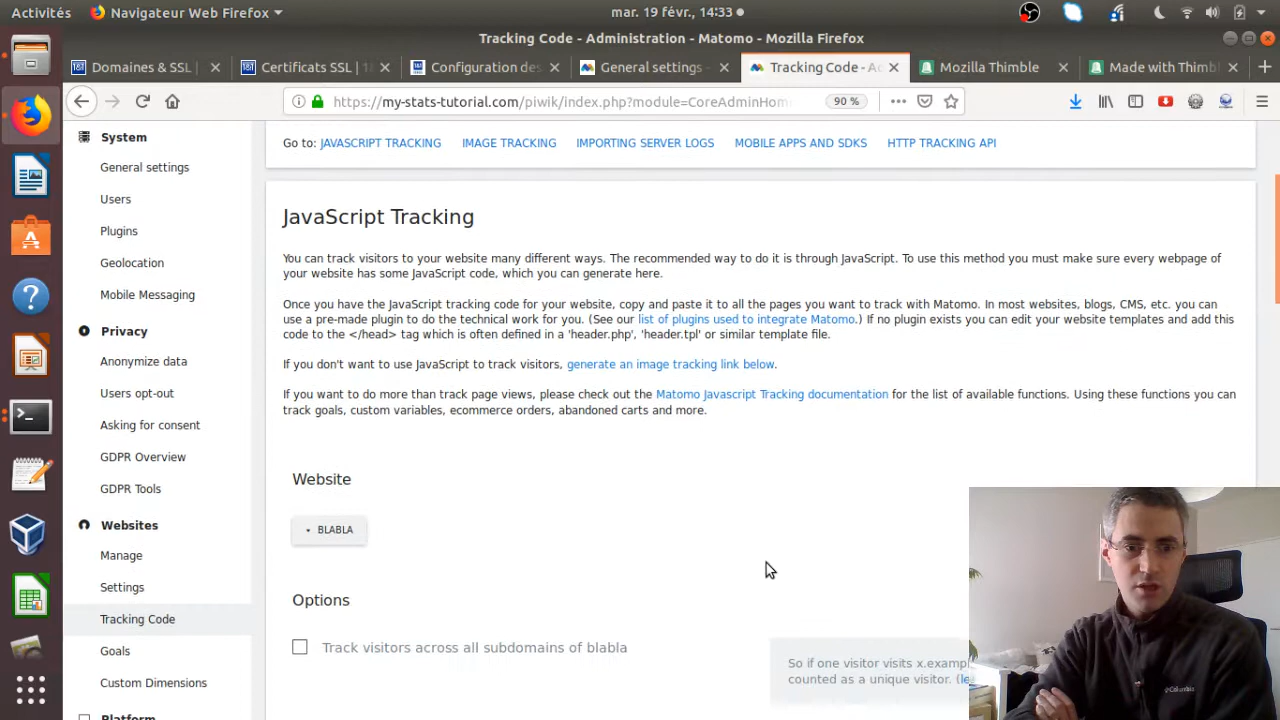 Activités
Navigateur Web Firefox
mar. 19 févr., 14:33
Tracking Code - Administration - Matomo - Mozilla Firefox
Domaines & SSL |
Certificats SSL |
Configuration de
General settings
Tracking Code - A
Mozilla Thimble
Made with Thimb
https://my-stats-tutorial.com/piwik/index.php?module=CoreAdminHom
90 %
System
General settings
Users
Plugins
Geolocation
Mobile Messaging
Privacy
Anonymize data
Users opt-out
Asking for consent
GDPR Overview
GDPR Tools
Websites
Manage
Settings
Tracking Code
Goals
Custom Dimensions
Platform
Go to: JAVASCRIPT TRACKING IMAGE TRACKING IMPORTING SERVER LOGS MOBILE APPS AND SDKS HTTP TRACKING API
JavaScript Tracking
You can track visitors to your website many different ways. The recommended way to do it is through JavaScript. To use this method you must make sure every webpage of
your website has some JavaScript code, which you can generate here.
Once you have the JavaScript tracking code for your website, copy and paste it to all the pages you want to track with Matomo. In most websites, blogs, CMS, etc. you can
use a pre-made plugin to do the technical work for you. (See our list of plugins used to integrate Matomo.) If no plugin exists you can edit your website templates and add this
code to the </head> tag which is often defined in a 'header.php', 'header.tpl' or similar template file.
If you don't want to use JavaScript to track visitors, generate an image tracking link below.
If you want to do more than track page views, please check out the Matomo Javascript Tracking documentation for the list of available functions. Using these functions you can
track goals, custom variables, ecommerce orders, abandoned carts and more.
Website
BLABLA
Options
Track visitors across all subdomains of blabla
So if one visitor visits x.examp
counted as a unique visitor. (le
Columbia